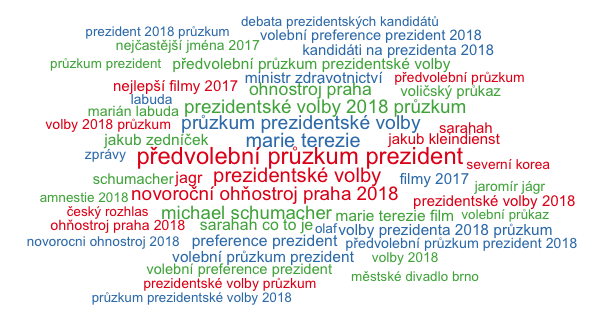 debata prezidentských kandidátů
prezident 2018 průzkum
volební preference prezident 2018
nejčastější jména 2017
kandidáti na prezidenta 2018
průzkum prezident
předvolební průzkum prezidentské volby
ministr zdravotnictví
předvolební průzkum
nejlepší filmy 2017
ohnostroj praha
voličský průkaz
labuda
marián labuda
prezidentské volby 2018 průzkum
volby 2018 průzkum
průzkum prezidentské volby
sarahah
jakub zedníček
marie terezie
jakub kleindienst
zprávy
předvolební průzkum prezident
severní korea
schumacher
jagr
prezidentské volby
filmy 2017
jaromír jágr
amnestie 2018
novoroční ohňostroj praha 2018
prezidentské volby 2018
český rozhlas
michael schumacher
marie terezie film
volební průkaz
ohňostroj praha 2018
sarahah co to je
olaf
volby prezidenta 2018 průzkum
novorocni ohnostroj 2018
preference prezident
předvolební průzkum prezident 2018
volební průzkum prezident
volby 2018
volební preference prezident
městské divadlo brno
prezidentské volby průzkum
průzkum prezidentské volby 2018